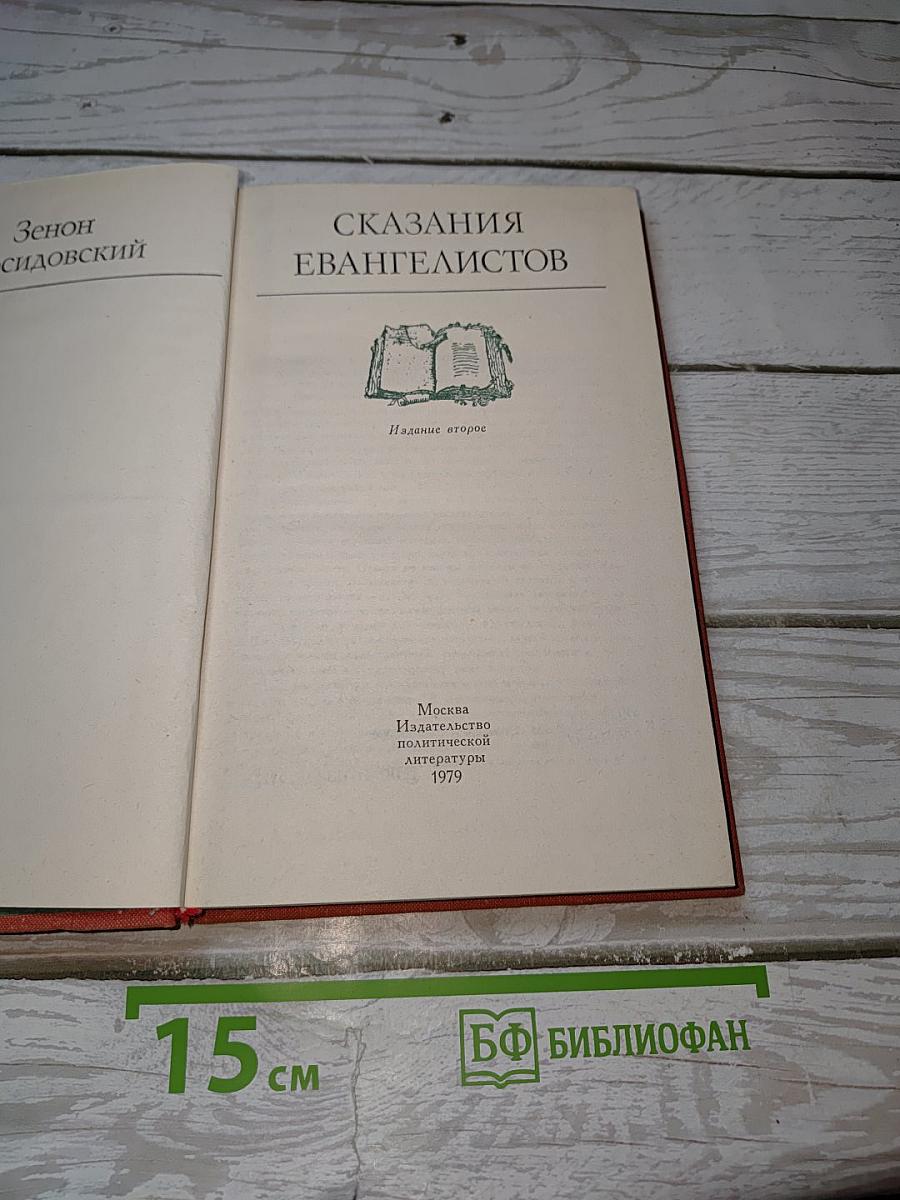 Зенон
сидовский
СКАЗАНИЯ
ЕВАНГЕЛИСТОВ
Издание второе
Москва
Издательство
политической
литературы
1979
15 см
БФ БИБЛИОФАН